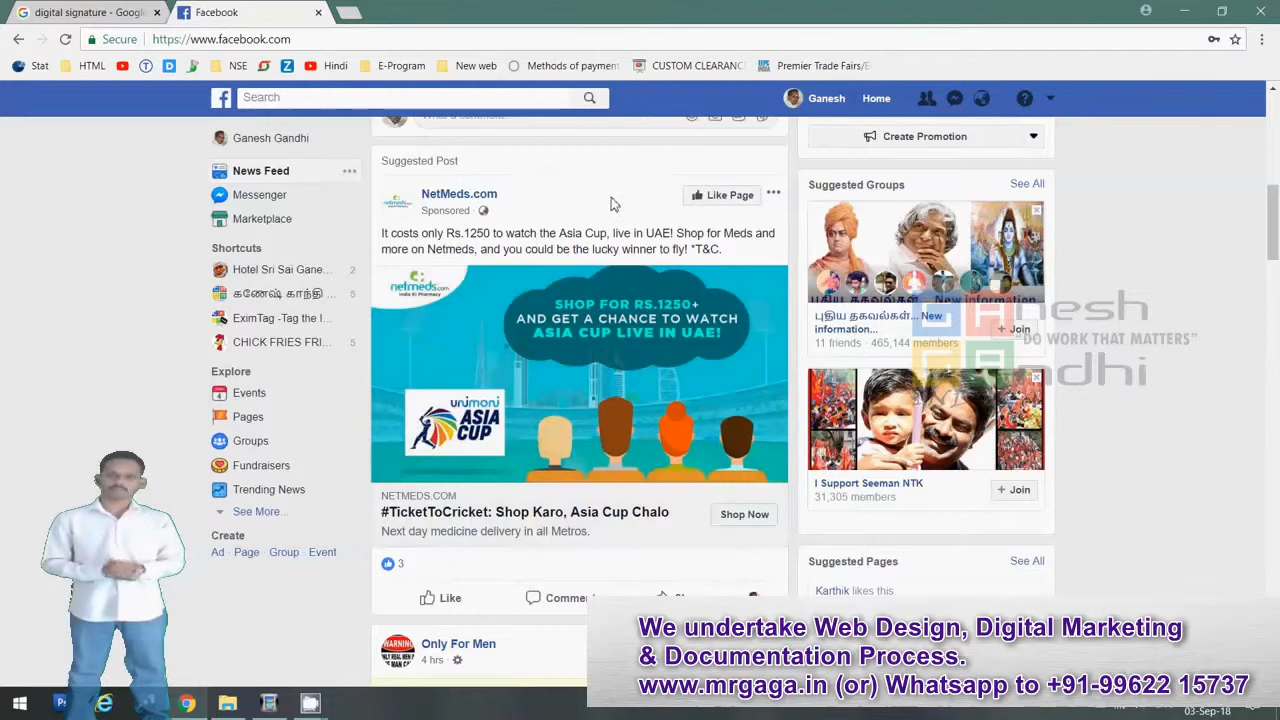 digital signature - Google
Facebook
Secure
https://www.facebook.com
Stat
HTML
NSE
Hindi
E-Program
New web
Methods of payment
CUSTOM CLEARANC
Premier Trade Fairs/E
Search
Ganesh
Home
Ganesh Gandhi
News Feed
Messenger
Marketplace
Shortcuts
Hotel Sri Sai Gane... 2
கணேஷ் காந்தி ... 5
EximTag -Tag the I...
CHICK FRIES FRI... 5
Explore
Events
Pages
Groups
Fundraisers
Trending News
See More...
Create
Ad · Page · Group · Event
Suggested Post
NetMeds.com
Sponsored ·
Like Page
It costs only Rs.1250 to watch the Asia Cup, live in UAE! Shop for Meds and
more on Netmeds, and you could be the lucky winner to fly! *T&C.
netmeds.com
India Ki Pharmacy
SHOP FOR RS.1250+
AND GET A CHANCE TO WATCH
ASIA CUP LIVE IN UAE!
unimoni
ASIA
CUP
NETMEDS.COM
#TicketToCricket: Shop Karo, Asia Cup Chalo
Next day medicine delivery in all Metros.
Shop Now
3
Like
Comme
Only For Men
4 hrs ·
Create Promotion
Suggested Groups
See All
புதிய தகவல்கள்... New
information...
11 friends · 465,144 members
+ Join
I Support Seeman NTK
31,305 members
+ Join
Suggested Pages
See All
Karthik likes this.
Ganesh
"DO WORK THAT MATTERS"
Gandhi
We undertake Web Design, Digital Marketing
& Documentation Process.
www.mrgaga.in (or) Whatsapp to +91-99622 15737
03-Sep-18